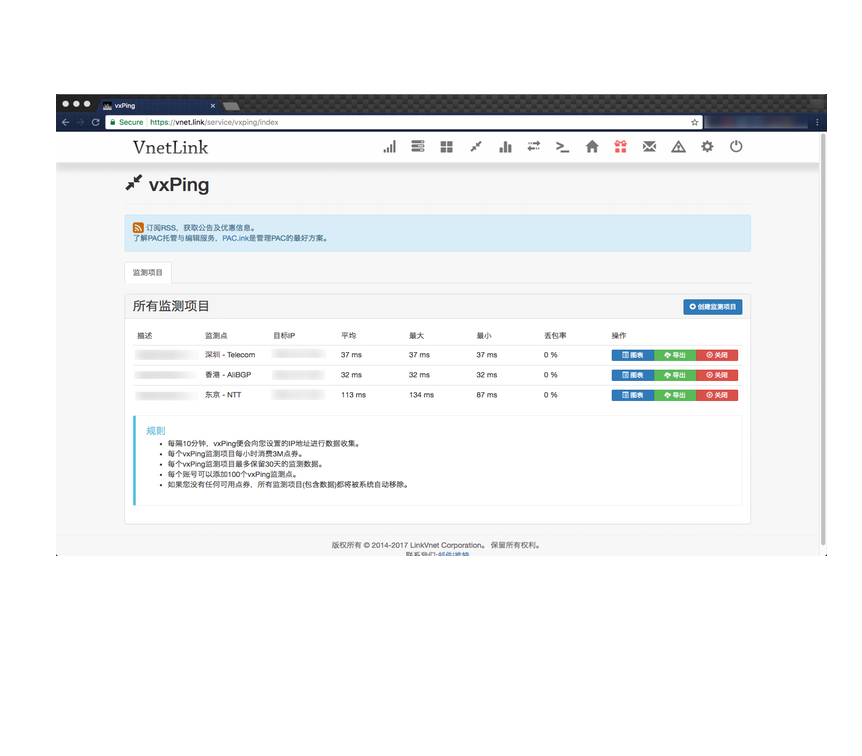 vxPing
Secure https://vnet.link/service/vxping/index
VnetLink
vxPing
订阅RSS，获取公告及优惠信息。
了解PAC托管与编辑服务，PAC.ink是管理PAC的最好方案。
监测项目
所有监测项目 创建监测项目
描述 监测点 目标IP 平均 最大 最小 丢包率 操作
深圳 - Telecom 37 ms 37 ms 37 ms 0 % 图表 导出 关闭
香港 - AliBGP 32 ms 32 ms 32 ms 0 % 图表 导出 关闭
东京 - NTT 113 ms 134 ms 87 ms 0 % 图表 导出 关闭
规则
每隔10分钟，vxPing便会向您设置的IP地址进行数据收集。
每个vxPing监测项目每小时消费3M点券。
每个vxPing监测项目最多保留30天的监测数据。
每个账号可以添加100个vxPing监测点。
如果您没有任何可用点券，所有监测项目(包含数据)都将被系统自动移除。
版权所有 © 2014-2017 LinkVnet Corporation。 保留所有权利。
联系我们:邮件|推特